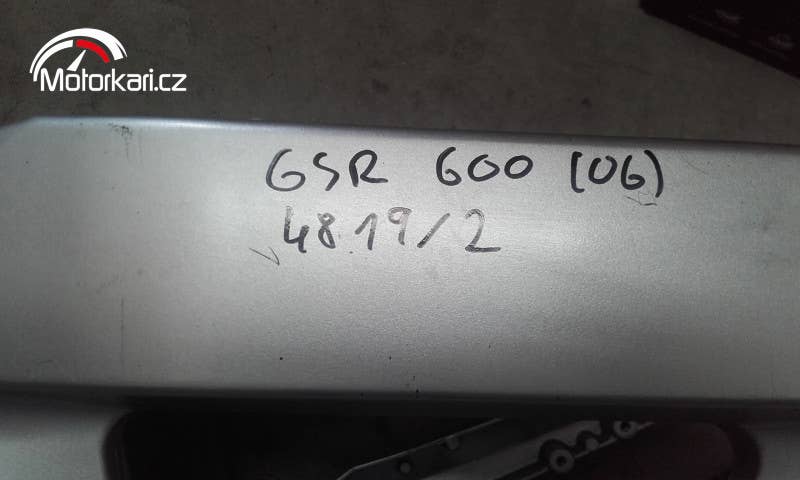 Motorkari.cz
GSR 600 (06)
4819/2